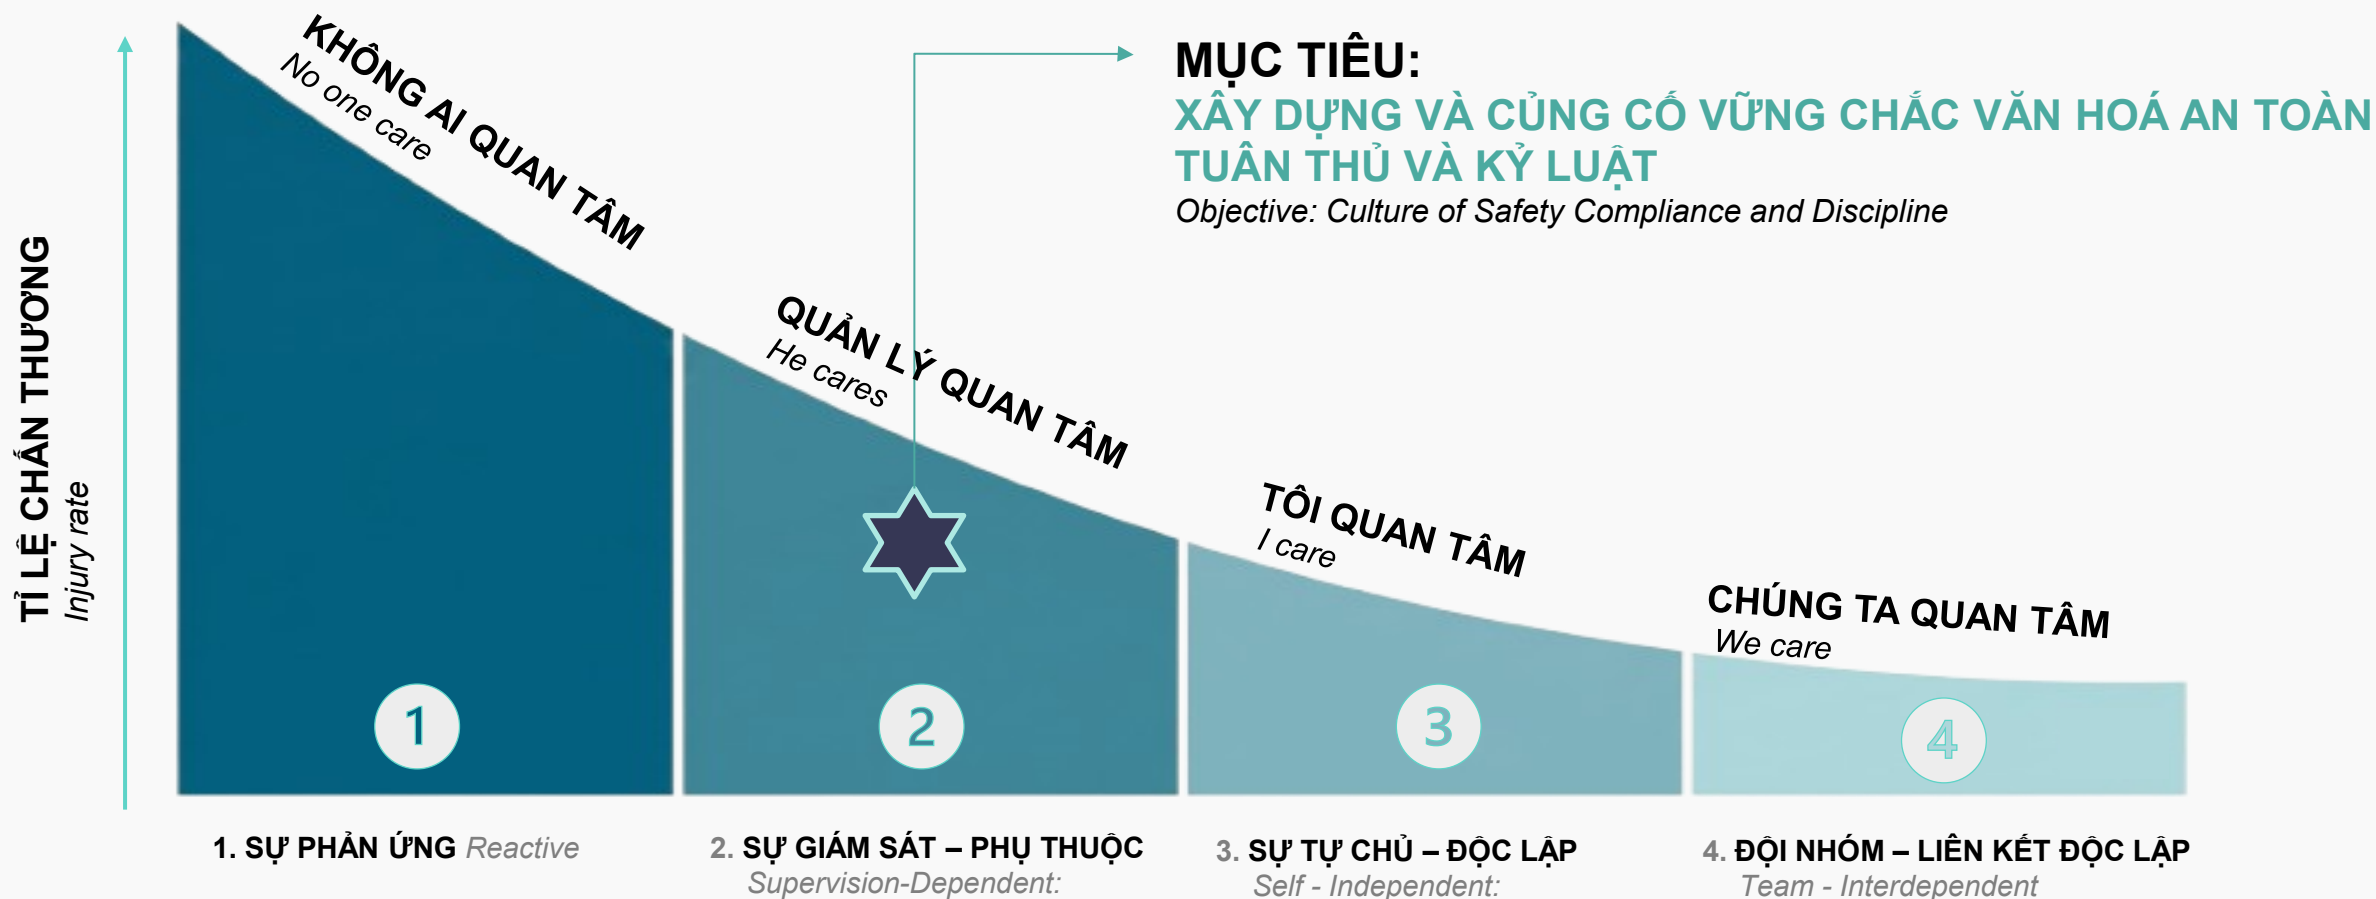 MỤC TIÊU:
XÂY DỰNG VÀ CỦNG CỐ VỮNG CHẮC VĂN HOÁ AN TOÀN
TUÂN THỦ VÀ KỶ LUẬT
Objective: Culture of Safety Compliance and Discipline
TỈ LỆ CHẤN THƯƠNG
Injury rate
KHÔNG AI QUAN TÂM
No one care
QUẢN LÝ QUAN TÂM
He cares
TÔI QUAN TÂM
I care
CHÚNG TA QUAN TÂM
We care
1
2
3
4
1. SỰ PHẢN ỨNG Reactive
2. SỰ GIÁM SÁT – PHỤ THUỘC
Supervision-Dependent:
3. SỰ TỰ CHỦ – ĐỘC LẬP
Self - Independent:
4. ĐỘI NHÓM – LIÊN KẾT ĐỘC LẬP
Team - Interdependent